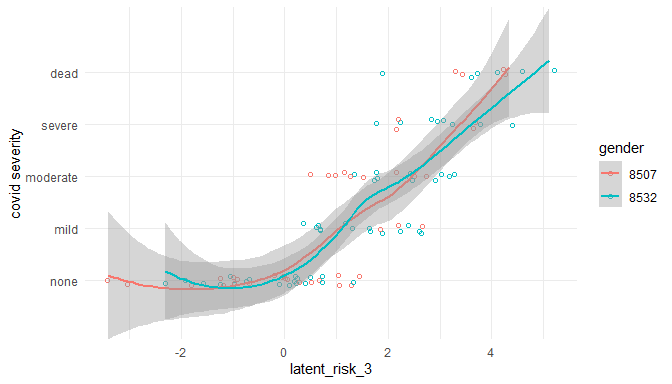 covid severity
dead
severe
moderate
mild
none
-2
0
2
4
latent_risk_3
gender
8507
8532